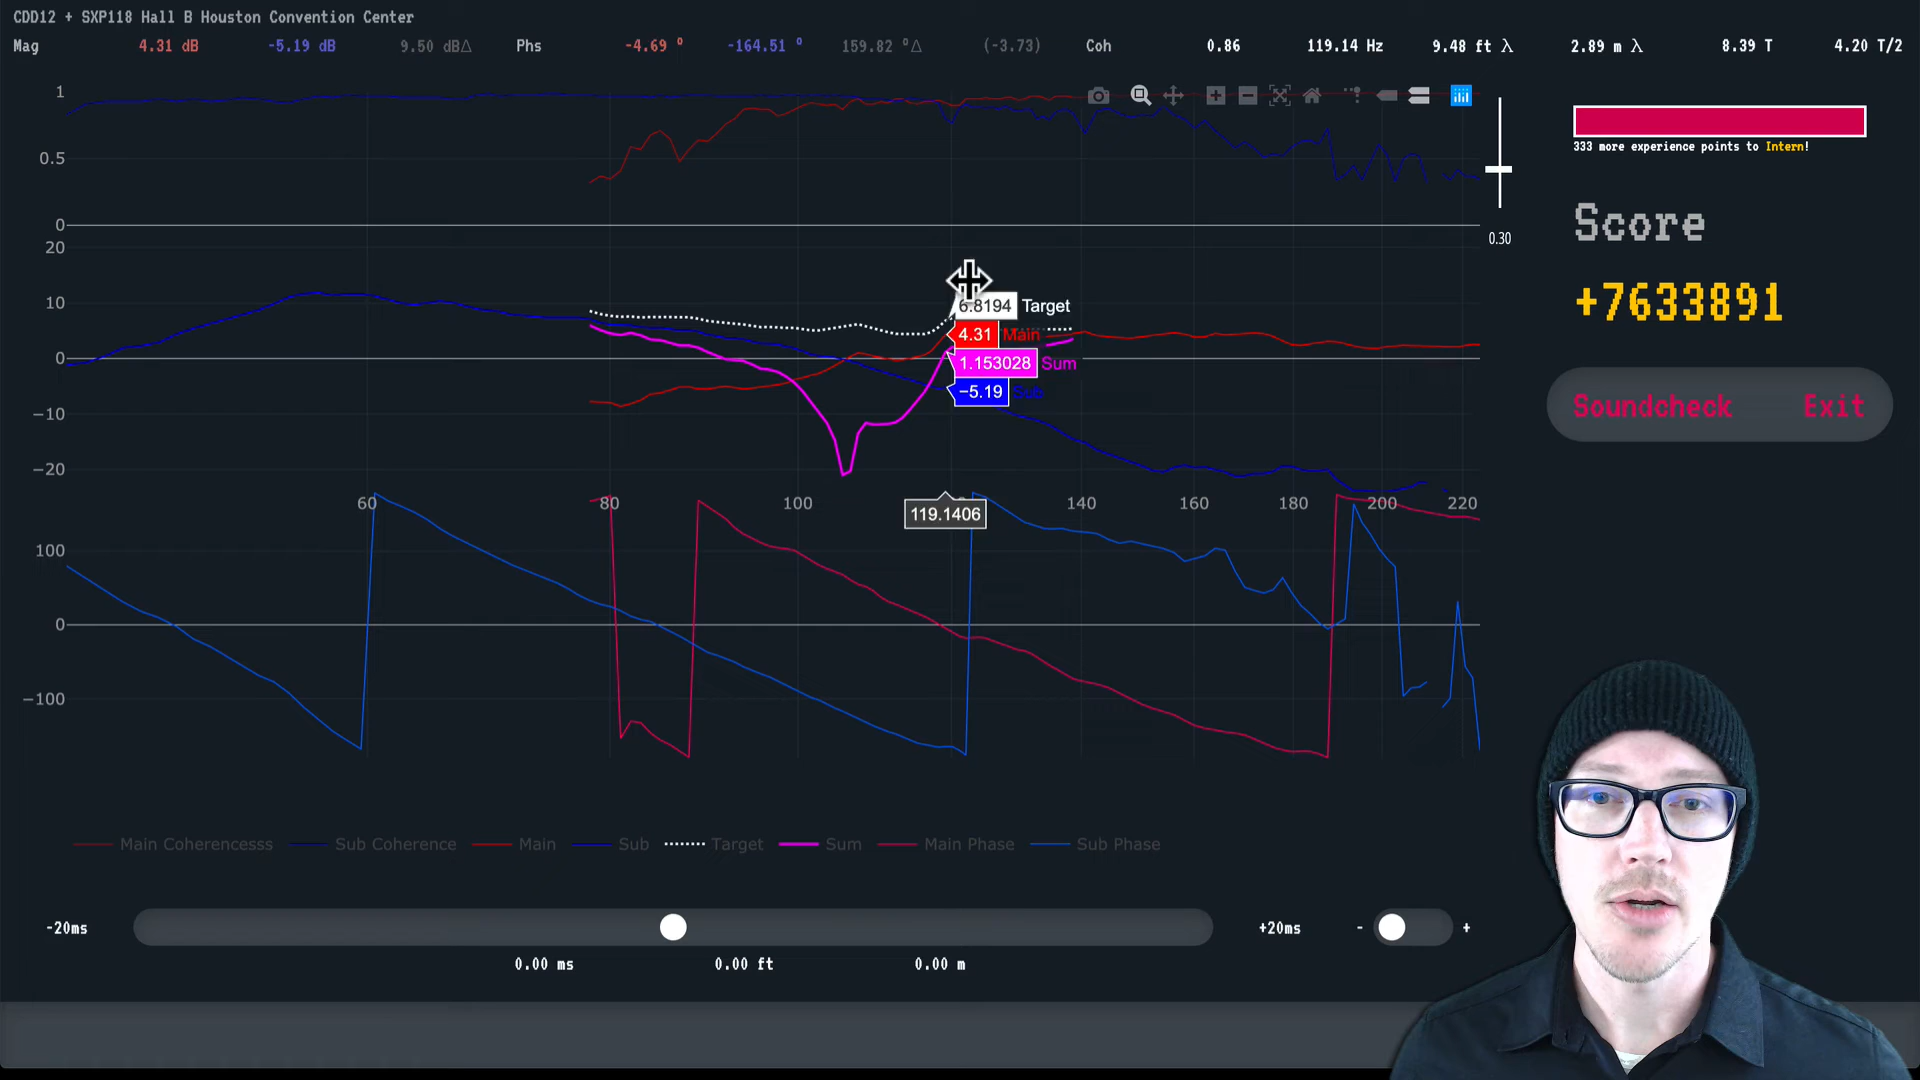 CDD12 + SXP118 Hall B Houston Convention Center
Mag 4.31 dB -5.19 dB 9.50 dBΔ Phs -4.69 º -164.51 º 159.82 ºΔ (-3.73) Coh 0.86 119.14 Hz 9.48 ft λ 2.89 m λ 8.39 T 4.20 T/2
1
0.5
0
0.30
333 more experience points to Intern!
Score
+7633891
Soundcheck Exit
20
10
0
−10
−20
6.8194 Target
4.31 Main
1.153028 Sum
−5.19 Sub
60 80 100 140 160 180 200 220
119.1406
100
0
−100
Main Coherencesss Sub Coherence Main Sub Target Sum Main Phase Sub Phase
-20ms +20ms - +
0.00 ms 0.00 ft 0.00 m